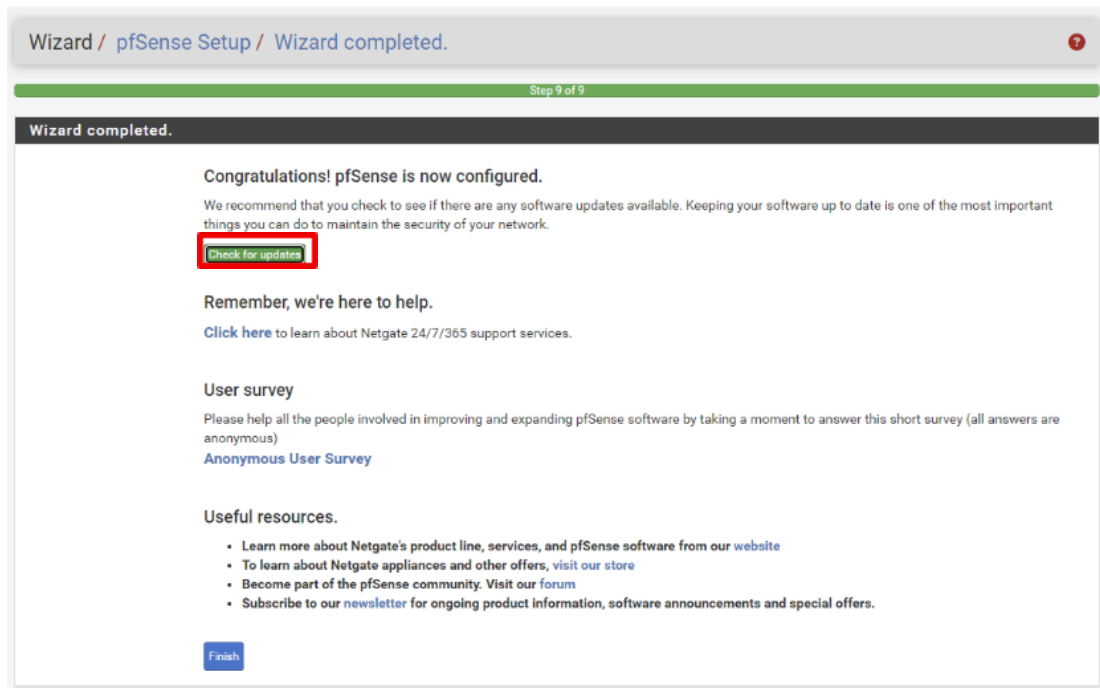 Wizard / pfSense Setup / Wizard completed.
?
Step 9 of 9
Wizard completed.
Congratulations! pfSense is now configured.
We recommend that you check to see if there are any software updates available. Keeping your software up to date is one of the most important
things you can do to maintain the security of your network.
Check for updates
Remember, we're here to help.
Click here to learn about Netgate 24/7/365 support services.
User survey
Please help all the people involved in improving and expanding pfSense software by taking a moment to answer this short survey (all answers are
anonymous)
Anonymous User Survey
Useful resources.
• Learn more about Netgate's product line, services, and pfSense software from our website
• To learn about Netgate appliances and other offers, visit our store
• Become part of the pfSense community. Visit our forum
• Subscribe to our newsletter for ongoing product information, software announcements and special offers.
Finish